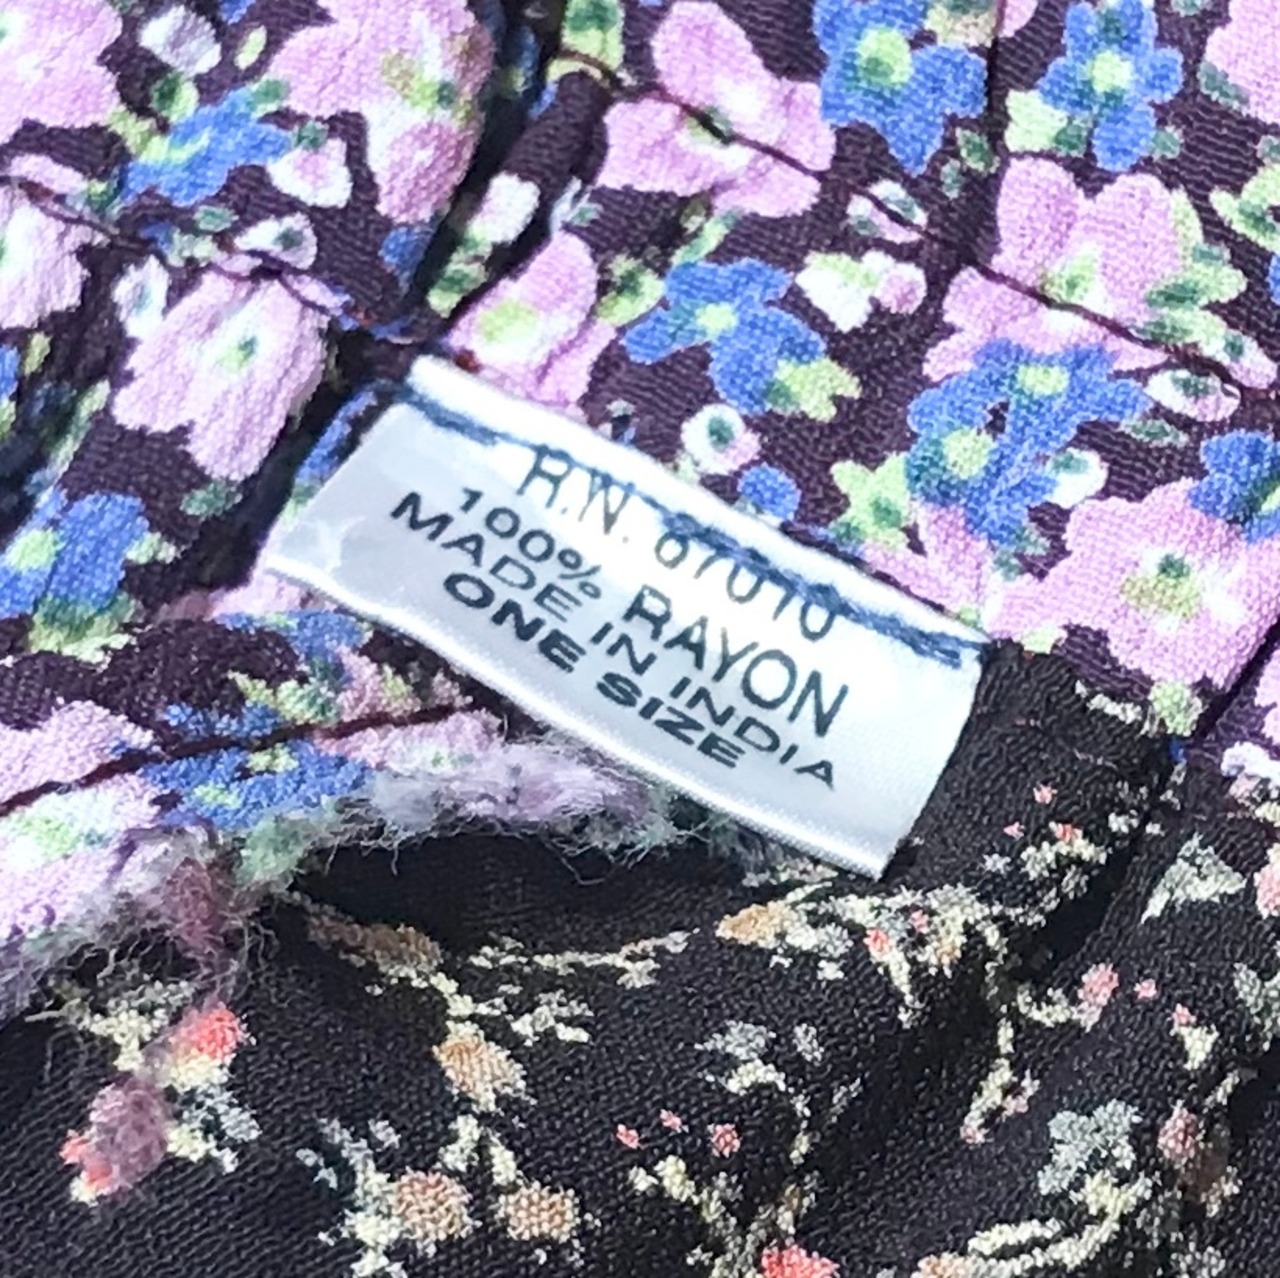 R.N.
100% RAYON
MADE IN INDIA
ONE SIZE